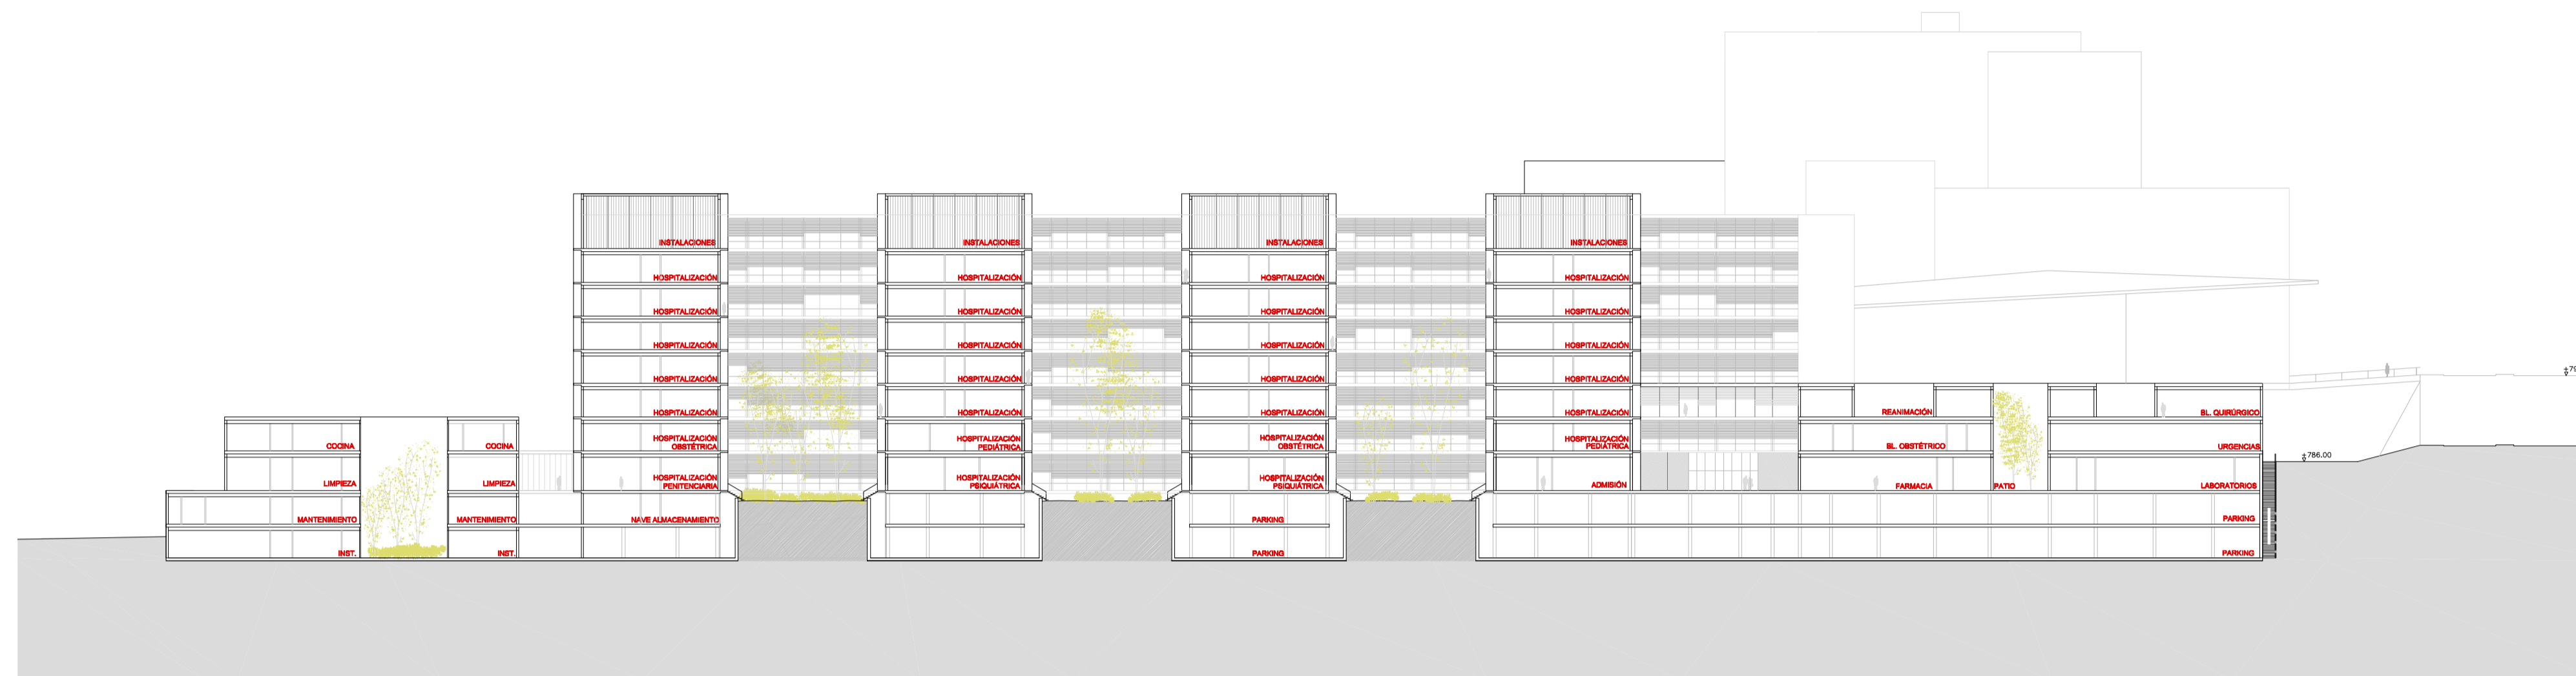 INSTALACIONES INSTALACIONES INSTALACIONES INSTALACIONES
HOSPITALIZACIÓN HOSPITALIZACIÓN HOSPITALIZACIÓN HOSPITALIZACIÓN
HOSPITALIZACIÓN HOSPITALIZACIÓN HOSPITALIZACIÓN HOSPITALIZACIÓN
HOSPITALIZACIÓN HOSPITALIZACIÓN HOSPITALIZACIÓN HOSPITALIZACIÓN
HOSPITALIZACIÓN HOSPITALIZACIÓN HOSPITALIZACIÓN HOSPITALIZACIÓN
HOSPITALIZACIÓN HOSPITALIZACIÓN HOSPITALIZACIÓN HOSPITALIZACIÓN REANIMACIÓN BL. QUIRÚRGICO
COCINA COCINA HOSPITALIZACIÓN HOSPITALIZACIÓN HOSPITALIZACIÓN HOSPITALIZACIÓN BL. OBSTÉTRICO URGENCIAS
OBSTÉTRICA PEDIÁTRICA OBSTÉTRICA PEDIÁTRICA
±786.00
LIMPIEZA LIMPIEZA HOSPITALIZACIÓN HOSPITALIZACIÓN HOSPITALIZACIÓN ADMISIÓN FARMACIA PATIO LABORATORIOS
PENITENCIARIA PSIQUIÁTRICA PSIQUIÁTRICA
MANTENIMIENTO MANTENIMIENTO NAVE ALMACENAMIENTO PARKING PARKING
INST. INST. PARKING PARKING